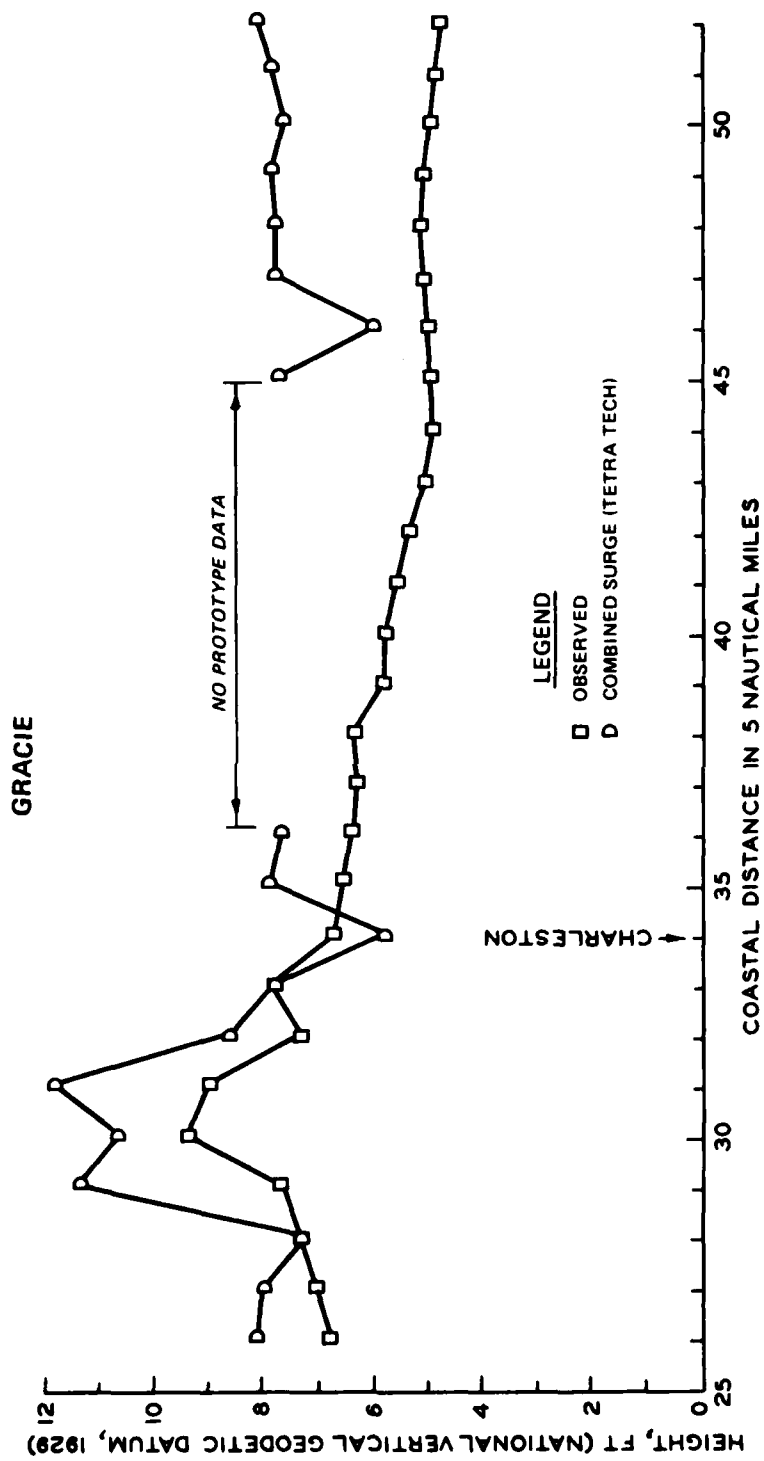 GRACIE
HEIGHT, FT (NATIONAL VERTICAL GEODETIC DATUM, 1929)
12
10
8
6
4
2
0
NO PROTOTYPE DATA
CHARLESTON
LEGEND
OBSERVED
COMBINED SURGE (TETRA TECH)
25
30
35
40
45
50
COASTAL DISTANCE IN 5 NAUTICAL MILES